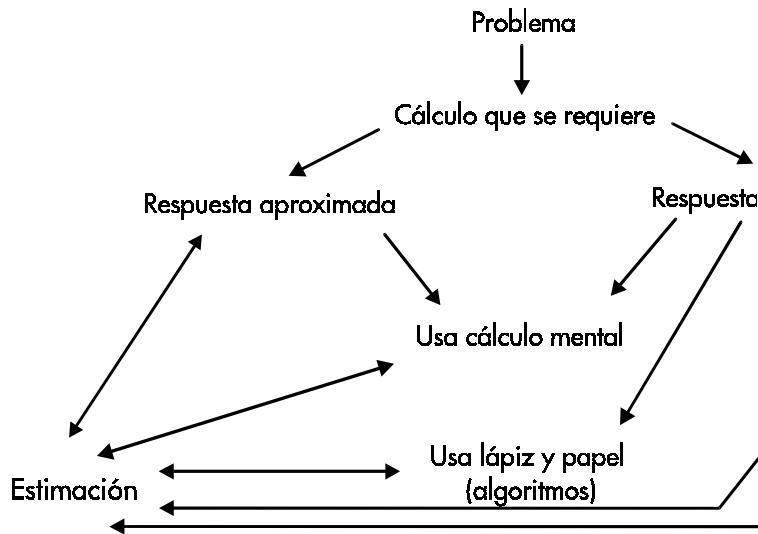 Problema
Cálculo que se requiere
Respuesta aproximada
Respuesta
Usa cálculo mental
Usa lápiz y papel
(algoritmos)
Estimación